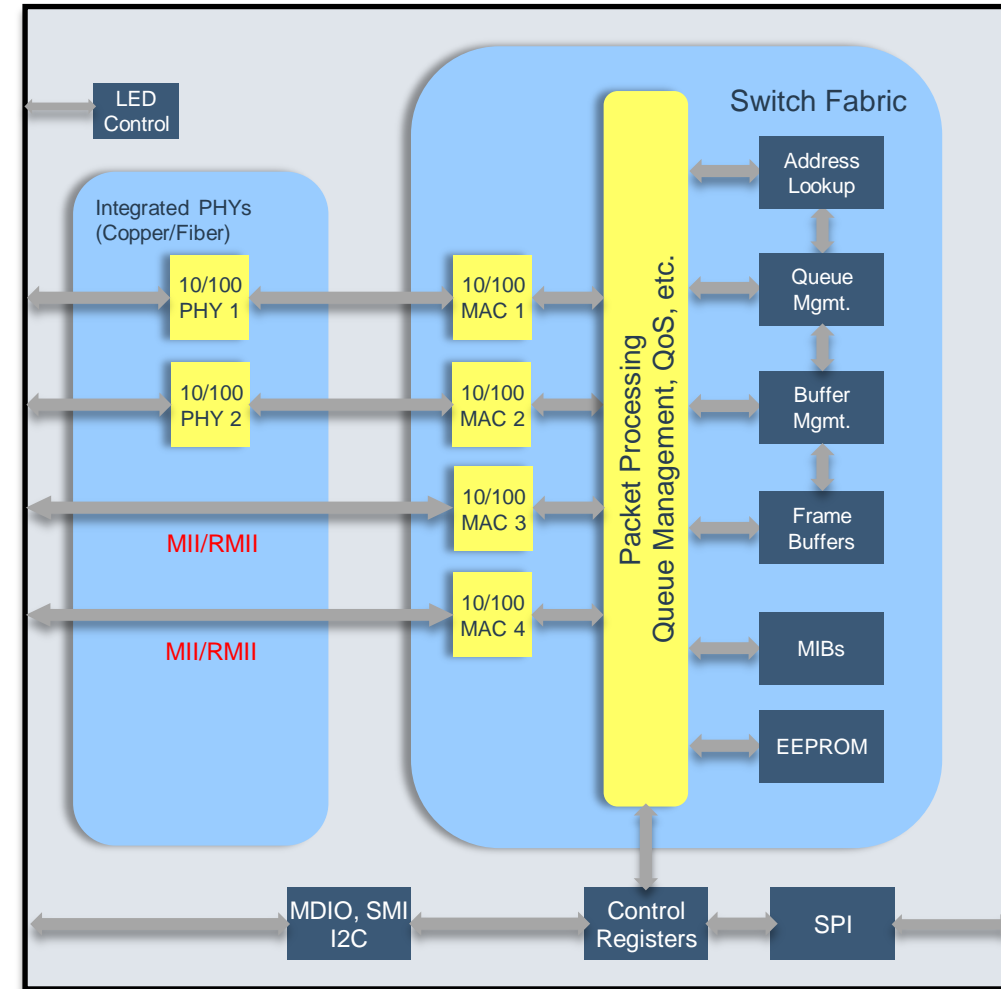 LED
Control
Switch Fabric
Integrated PHYs
(Copper/Fiber)
10/100
PHY 1
10/100
PHY 2
MII/RMII
MII/RMII
10/100
MAC 1
10/100
MAC 2
10/100
MAC 3
10/100
MAC 4
Packet Processing
Queue Management, QoS, etc.
Address
Lookup
Queue
Mgmt.
Buffer
Mgmt.
Frame
Buffers
MIBs
EEPROM
MDIO, SMI
I2C
Control
Registers
SPI